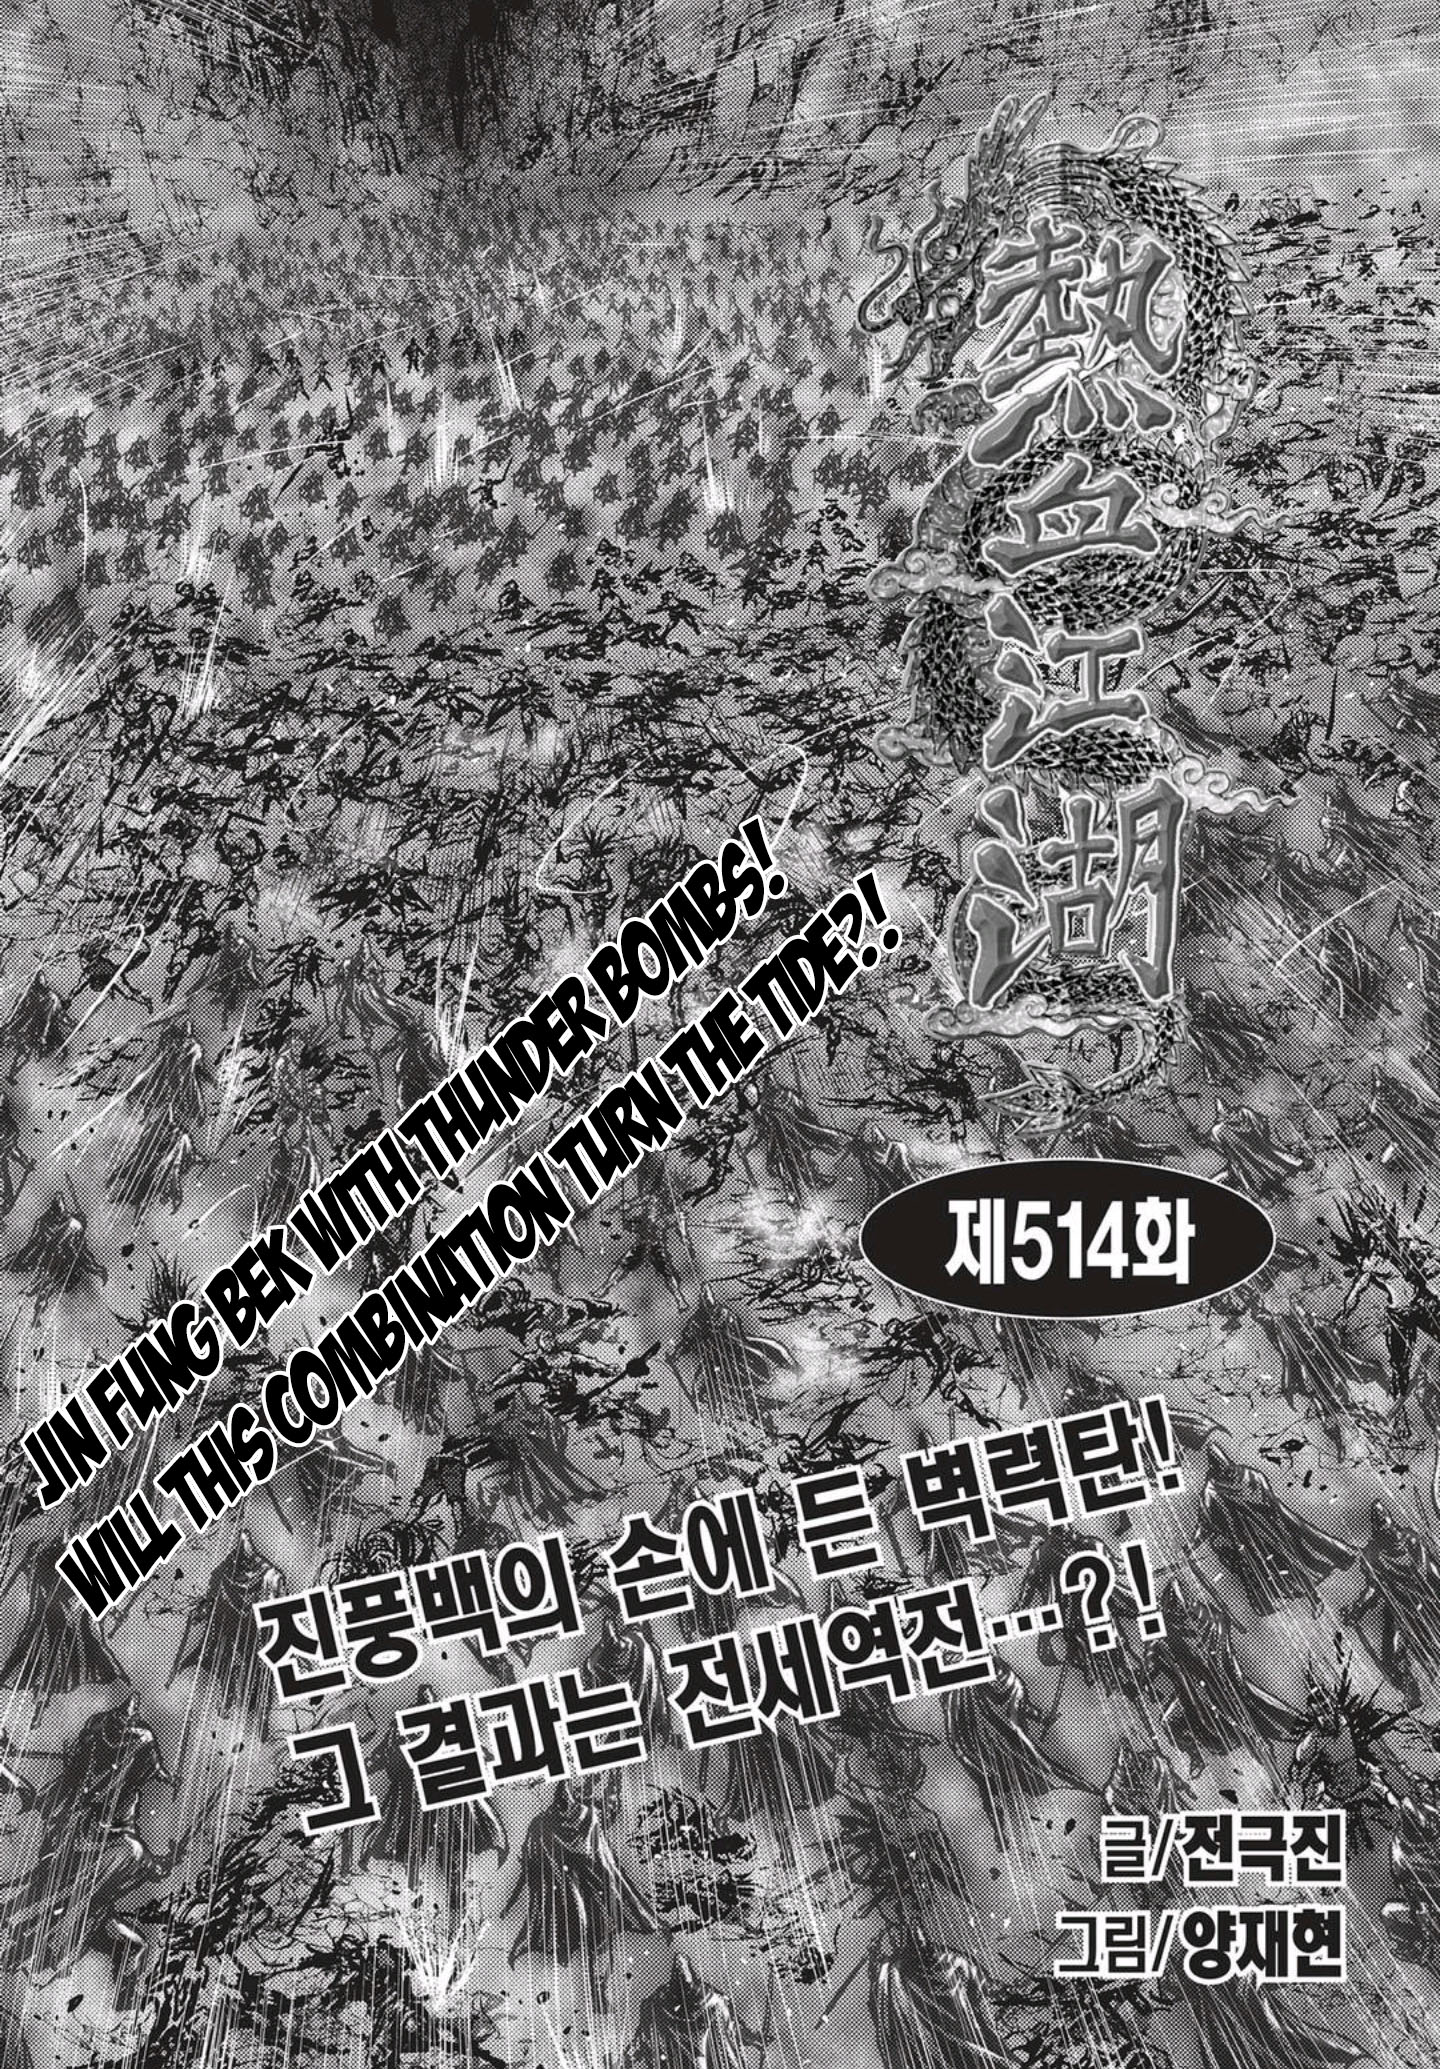 熱血江湖
JIN FUNG BEK WITH THUNDER BOMBS!
WILL THIS COMBINATION TURN THE TIDE?!
제514화
진풍백의 손에 든 벽력탄!
그 결과는 전세역전…?!
글/전극진
그림/양재현